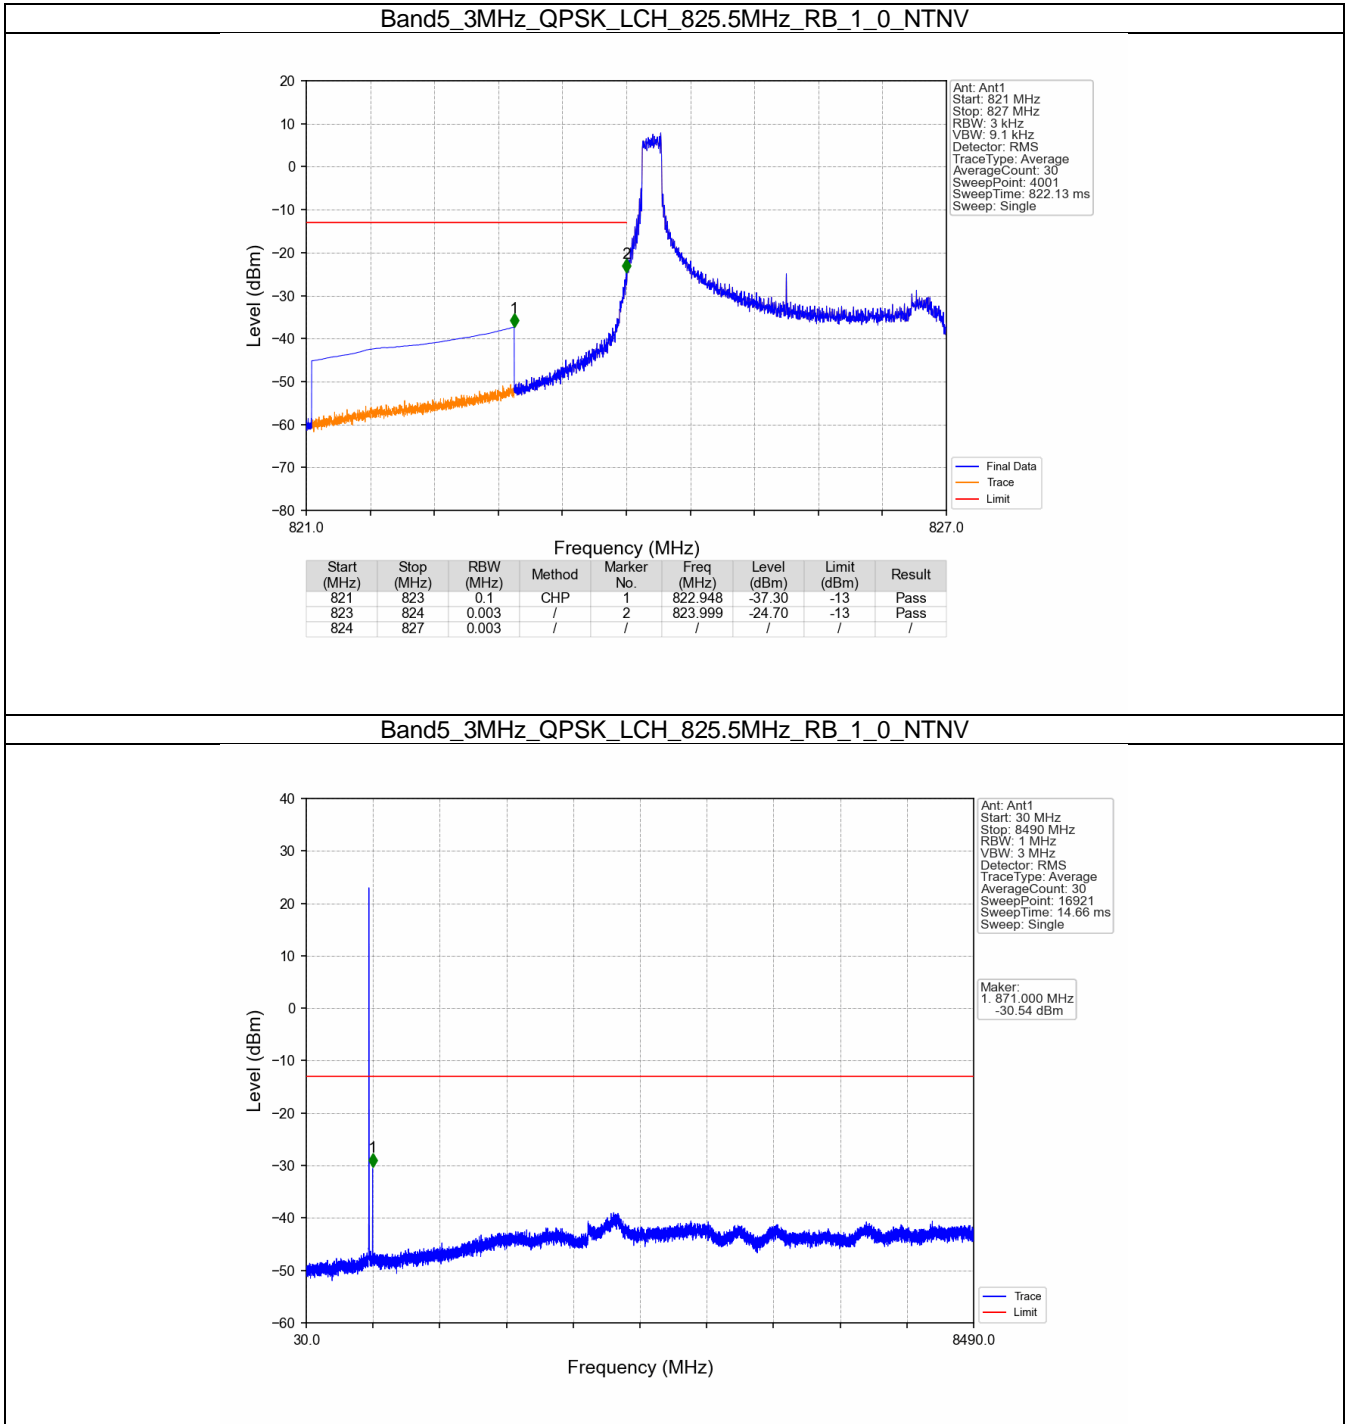 Band5_3MHz_QPSK_LCH_825.5MHz_RB_1_0_NTNV
20
10
0
−10
−20
−30
−40
−50
−60
−70
−80
Level (dBm)
1
2
821.0
827.0
Frequency (MHz)
Ant: Ant1
Start: 821 MHz
Stop: 827 MHz
RBW: 3 kHz
VBW: 9.1 kHz
Detector: RMS
TraceType: Average
AverageCount: 30
SweepPoint: 4001
SweepTime: 822.13 ms
Sweep: Single
Final Data
Trace
Limit
Start (MHz) Stop (MHz) RBW (MHz) Method Marker No. Freq (MHz) Level (dBm) Limit (dBm) Result
821 823 0.1 CHP 1 822.948 -37.30 -13 Pass
823 824 0.003 / 2 823.999 -24.70 -13 Pass
824 827 0.003 / / / / / /
Band5_3MHz_QPSK_LCH_825.5MHz_RB_1_0_NTNV
40
30
20
10
0
−10
−20
−30
−40
−50
−60
Level (dBm)
1
30.0
8490.0
Frequency (MHz)
Ant: Ant1
Start: 30 MHz
Stop: 8490 MHz
RBW: 1 MHz
VBW: 3 MHz
Detector: RMS
TraceType: Average
AverageCount: 30
SweepPoint: 16921
SweepTime: 14.66 ms
Sweep: Single
Maker:
1. 871.000 MHz
-30.54 dBm
Trace
Limit